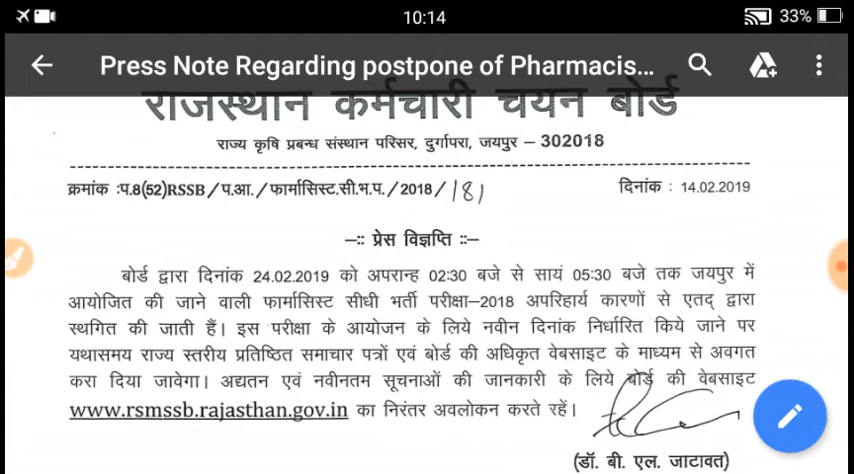 10:14
33%
Press Note Regarding postpone of Pharmacis...
राजस्थान कर्मचारी चयन बोर्ड
राज्य कृषि प्रबन्ध संस्थान परिसर, दुर्गापरा, जयपुर – 302018
क्रमांक :प.8(52)RSSB/प.आ./फार्मासिस्ट.सी.भ.प./2018/181 दिनांक : 14.02.2019
–:: प्रेस विज्ञप्ति ::–
बोर्ड द्वारा दिनांक 24.02.2019 को अपरान्ह 02:30 बजे से सायं 05:30 बजे तक जयपुर में
आयोजित की जाने वाली फार्मासिस्ट सीधी भर्ती परीक्षा–2018 अपरिहार्य कारणों से एतद् द्वारा
स्थगित की जाती हैं। इस परीक्षा के आयोजन के लिये नवीन दिनांक निर्धारित किये जाने पर
यथासमय राज्य स्तरीय प्रतिष्ठित समाचार पत्रों एवं बोर्ड की अधिकृत वेबसाइट के माध्यम से अवगत
करा दिया जावेगा। अद्यतन एवं नवीनतम सूचनाओं की जानकारी के लिये बोर्ड की वेबसाइट
www.rsmssb.rajasthan.gov.in का निरंतर अवलोकन करते रहें।
(डॉ. बी. एल. जाटावत)